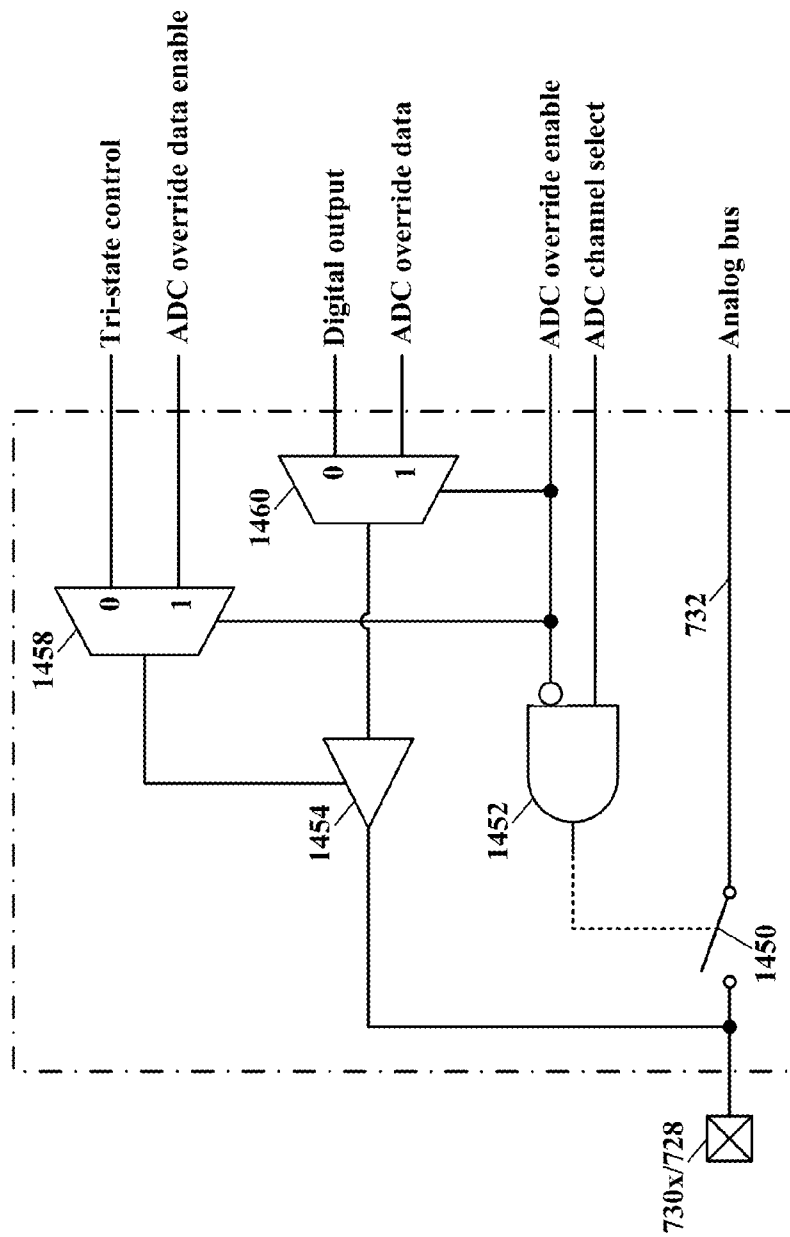 Tri-state control
ADC override data enable
Digital output
ADC override data
ADC override enable
ADC channel select
Analog bus
1458
0
1
1460
0
1
1454
1452
732
1450
730x/728